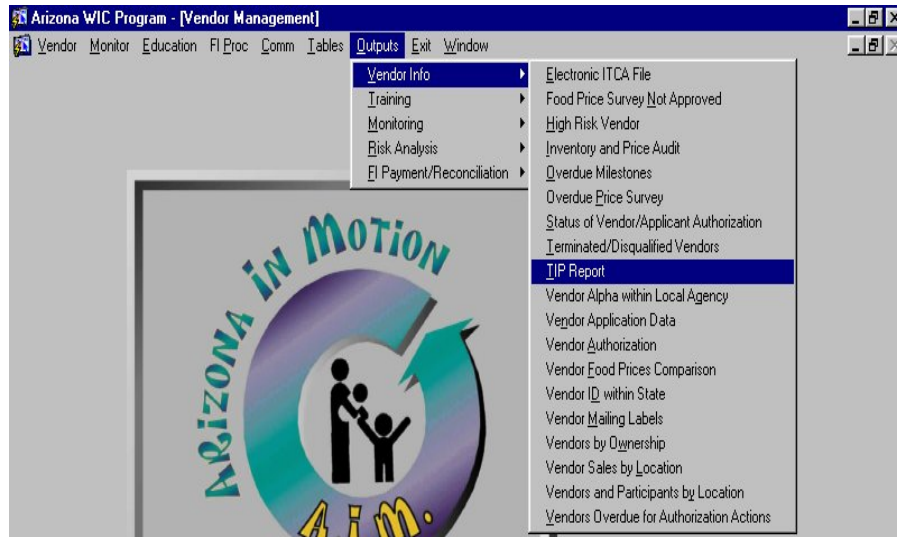 Arizona WIC Program - [Vendor Management]
Vendor Monitor Education FI Proc Comm Tables Outputs Exit Window
Vendor Info
Training
Monitoring
Risk Analysis
FI Payment/Reconciliation
Electronic ITCA File
Food Price Survey Not Approved
High Risk Vendor
Inventory and Price Audit
Overdue Milestones
Overdue Price Survey
Status of Vendor/Applicant Authorization
Terminated/Disqualified Vendors
TIP Report
Vendor Alpha within Local Agency
Vendor Application Data
Vendor Authorization
Vendor Food Prices Comparison
Vendor ID within State
Vendor Mailing Labels
Vendors by Ownership
Vendor Sales by Location
Vendors and Participants by Location
Vendors Overdue for Authorization Actions
ARIZONA IN MOTION
A.i.m.